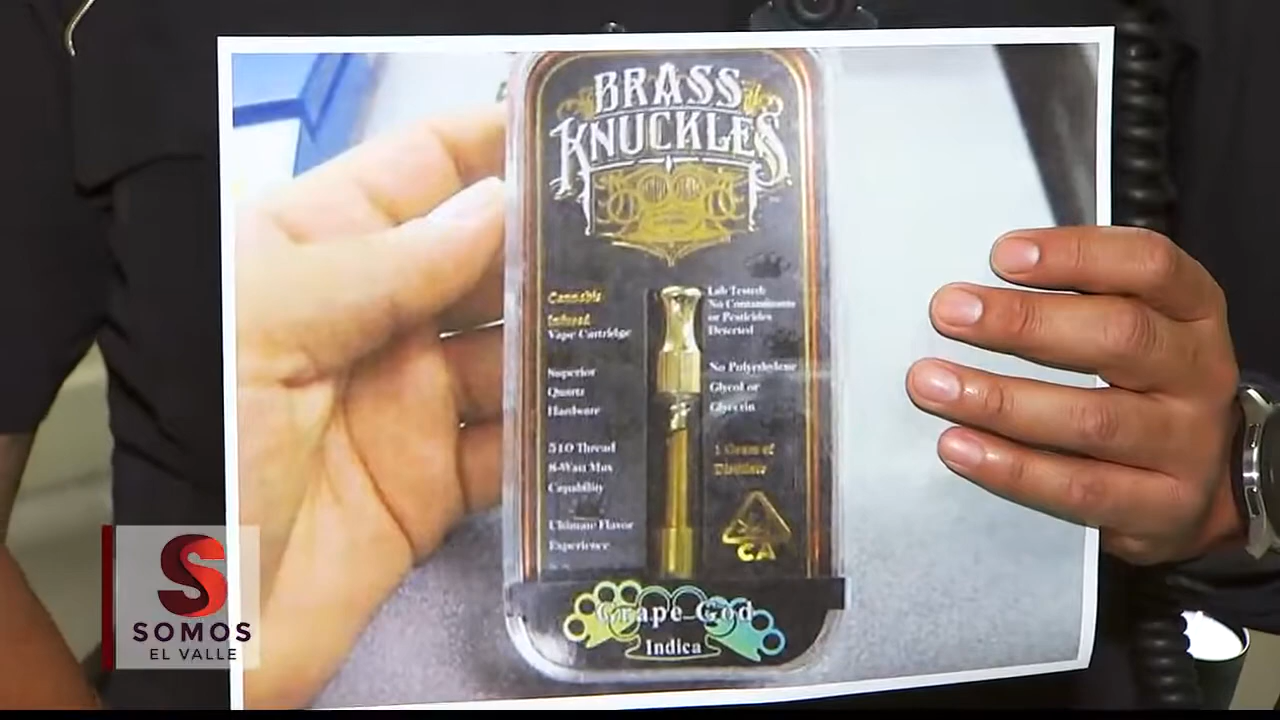 BRASS
KNUCKLES
Cannabis
Infused
Vape Cartridge
Superior
Quartz
Hardware
510 Thread
8-Watt Max
Capability
Ultimate Flavor
Experience
Lab Tested:
No Contaminants
or Pesticides
Detected
No Polyethylene
Glycol or
Glycerin
1 Gram of
Distillate
CA
Grape God
Indica
S
SOMOS
EL VALLE